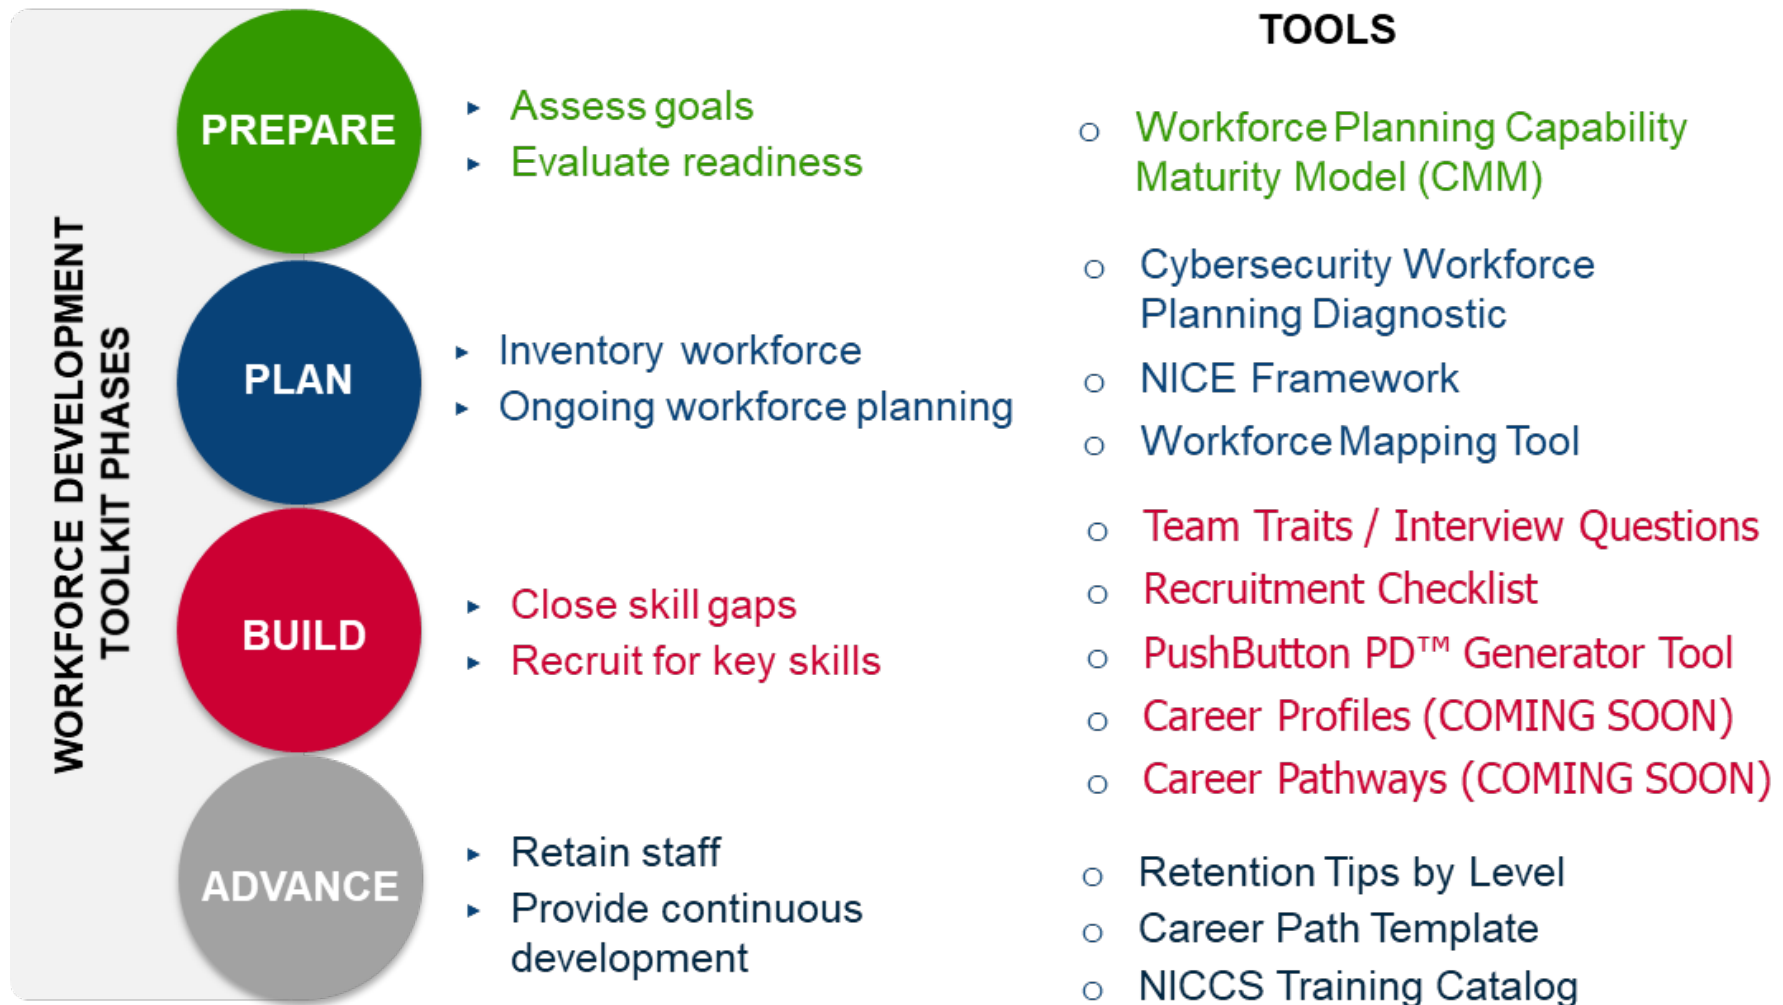 TOOLS
WORKFORCE DEVELOPMENT
TOOLKIT PHASES
PREPARE
▸ Assess goals
▸ Evaluate readiness
o Workforce Planning Capability
Maturity Model (CMM)
PLAN
▸ Inventory workforce
▸ Ongoing workforce planning
o Cybersecurity Workforce
Planning Diagnostic
o NICE Framework
o Workforce Mapping Tool
BUILD
▸ Close skill gaps
▸ Recruit for key skills
o Team Traits / Interview Questions
o Recruitment Checklist
o PushButton PD™ Generator Tool
o Career Profiles (COMING SOON)
o Career Pathways (COMING SOON)
ADVANCE
▸ Retain staff
▸ Provide continuous
development
o Retention Tips by Level
o Career Path Template
o NICCS Training Catalog